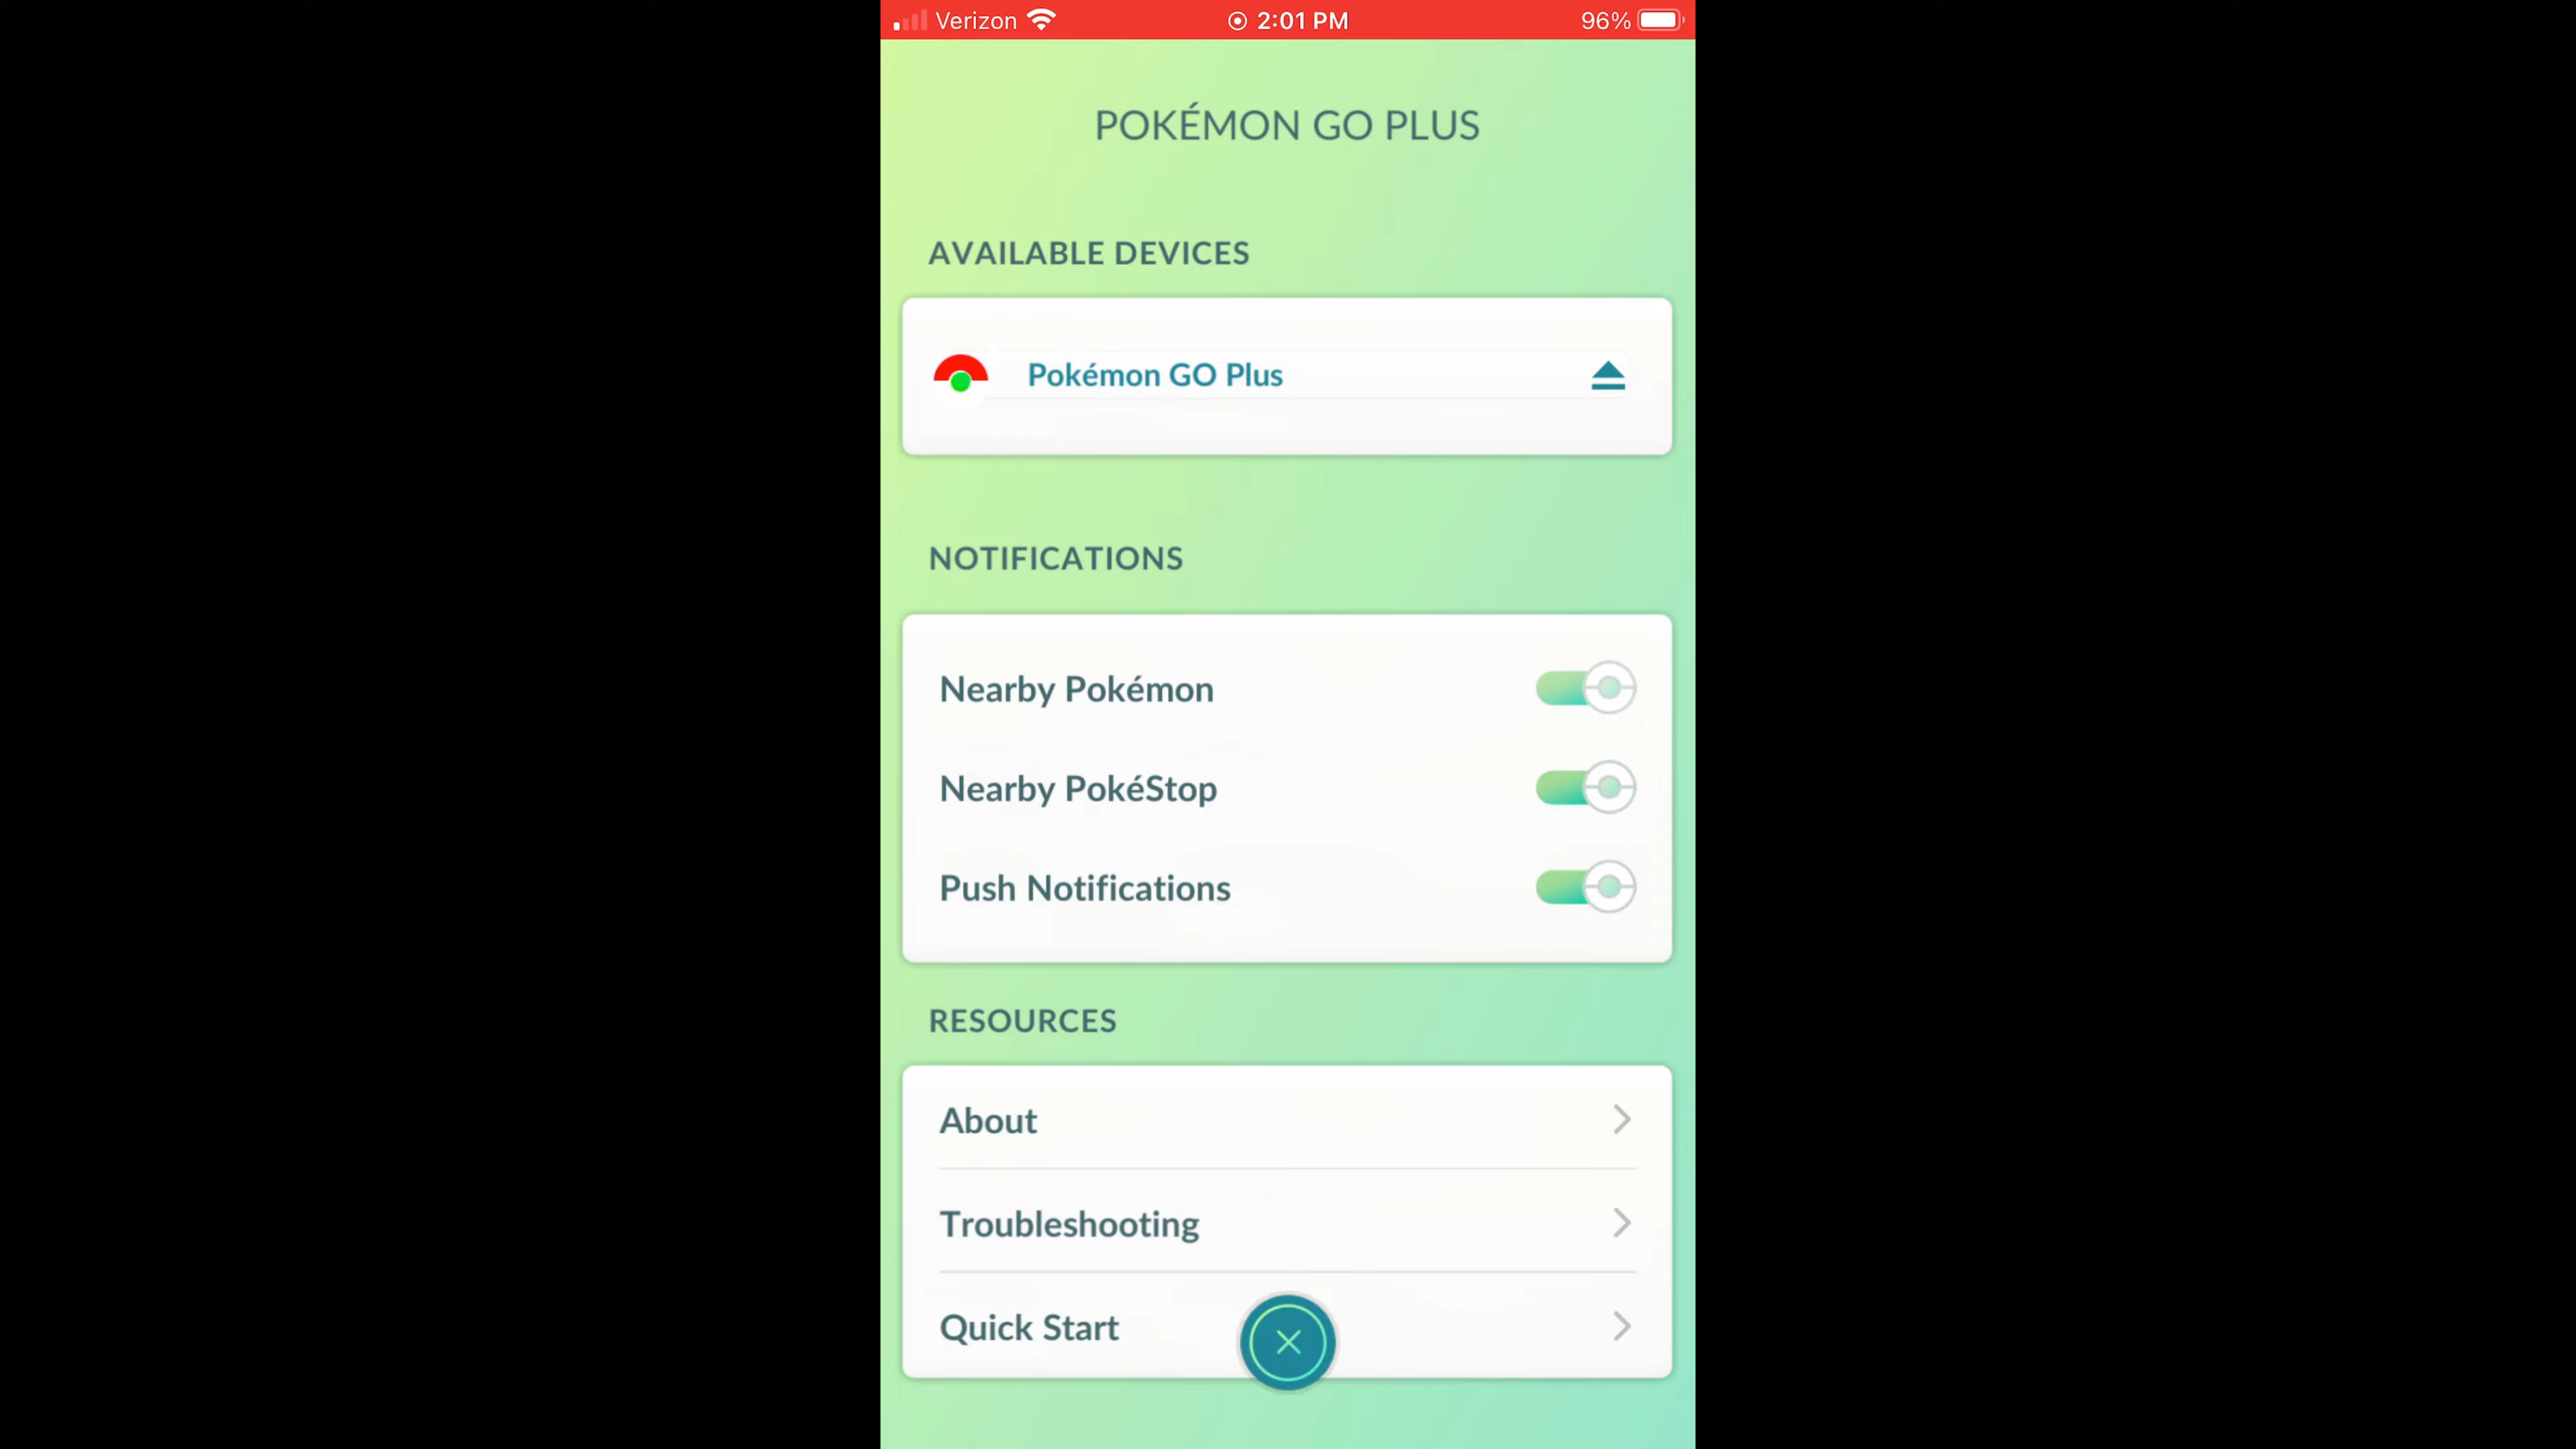 Verizon 2:01 PM 96%
POKÉMON GO PLUS
AVAILABLE DEVICES
Pokémon GO Plus
NOTIFICATIONS
Nearby Pokémon
Nearby PokéStop
Push Notifications
RESOURCES
About
Troubleshooting
Quick Start